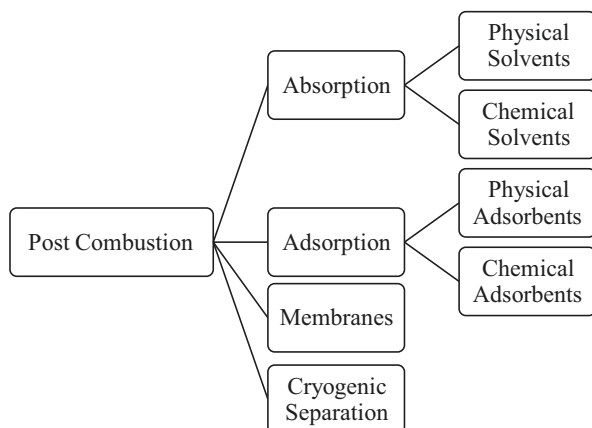 Post Combustion
Absorption
Physical
Solvents
Chemical
Solvents
Adsorption
Physical
Adsorbents
Chemical
Adsorbents
Membranes
Cryogenic
Separation